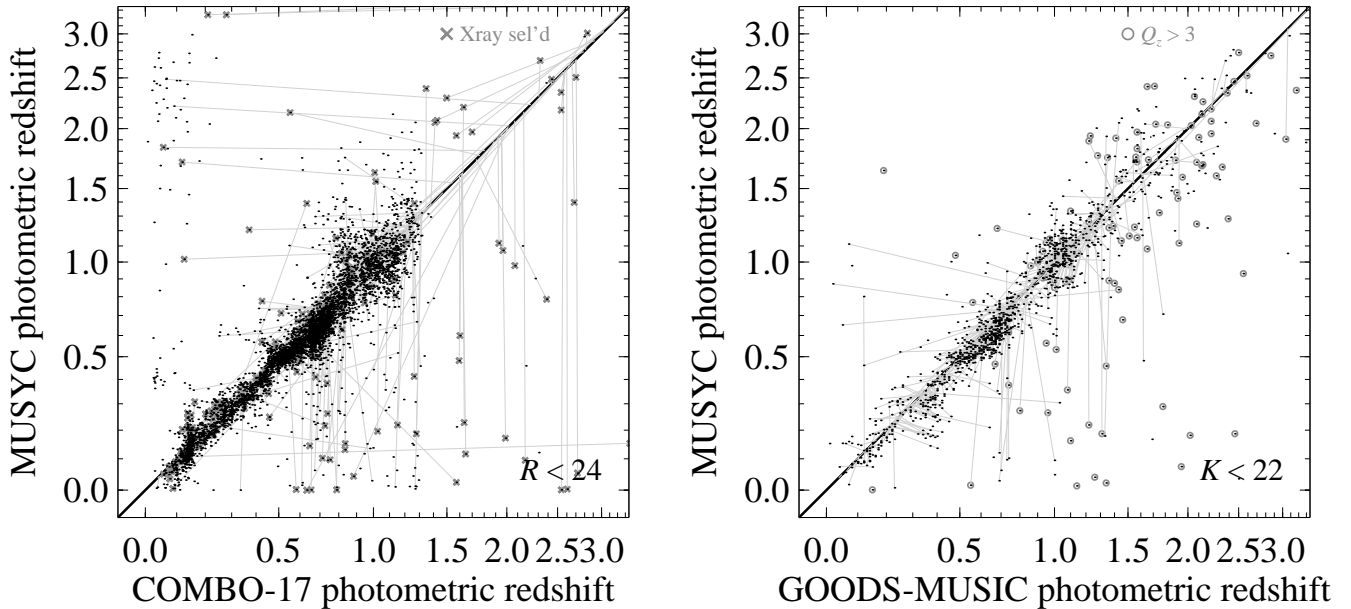 MUSYC photometric redshift
3.0
2.5
2.0
1.5
1.0
0.5
0.0
Xray sel'd
R < 24
0.0 0.5 1.0 1.5 2.0 2.5 3.0
COMBO-17 photometric redshift
MUSYC photometric redshift
3.0
2.5
2.0
1.5
1.0
0.5
0.0
Qz > 3
K < 22
0.0 0.5 1.0 1.5 2.0 2.5 3.0
GOODS-MUSIC photometric redshift